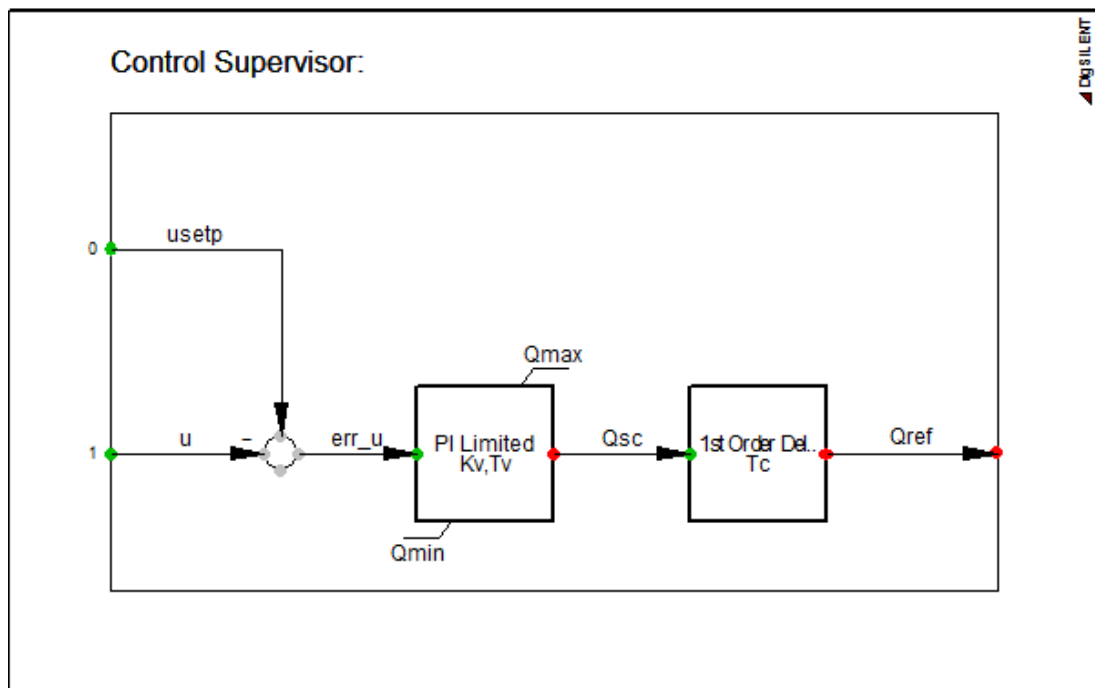 Control Supervisor:
DIgSILENT
usetp
0
Qmax
1
u
–
err_u
PI Limited
Kv,Tv
Qsc
1st Order Del..
Tc
Qref
Qmin